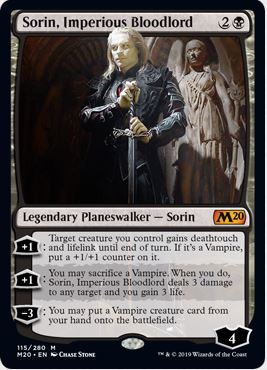 Sorin, Imperious Bloodlord 2
M20
Legendary Planeswalker — Sorin
+1 : Target creature you control gains deathtouch
and lifelink until end of turn. If it's a Vampire,
put a +1/+1 counter on it.
+1 : You may sacrifice a Vampire. When you do,
Sorin, Imperious Bloodlord deals 3 damage
to any target and you gain 3 life.
−3 : You may put a Vampire creature card from
your hand onto the battlefield.
4
115/280 M
M20 • EN Chase Stone ™ & © 2019 Wizards of the Coast